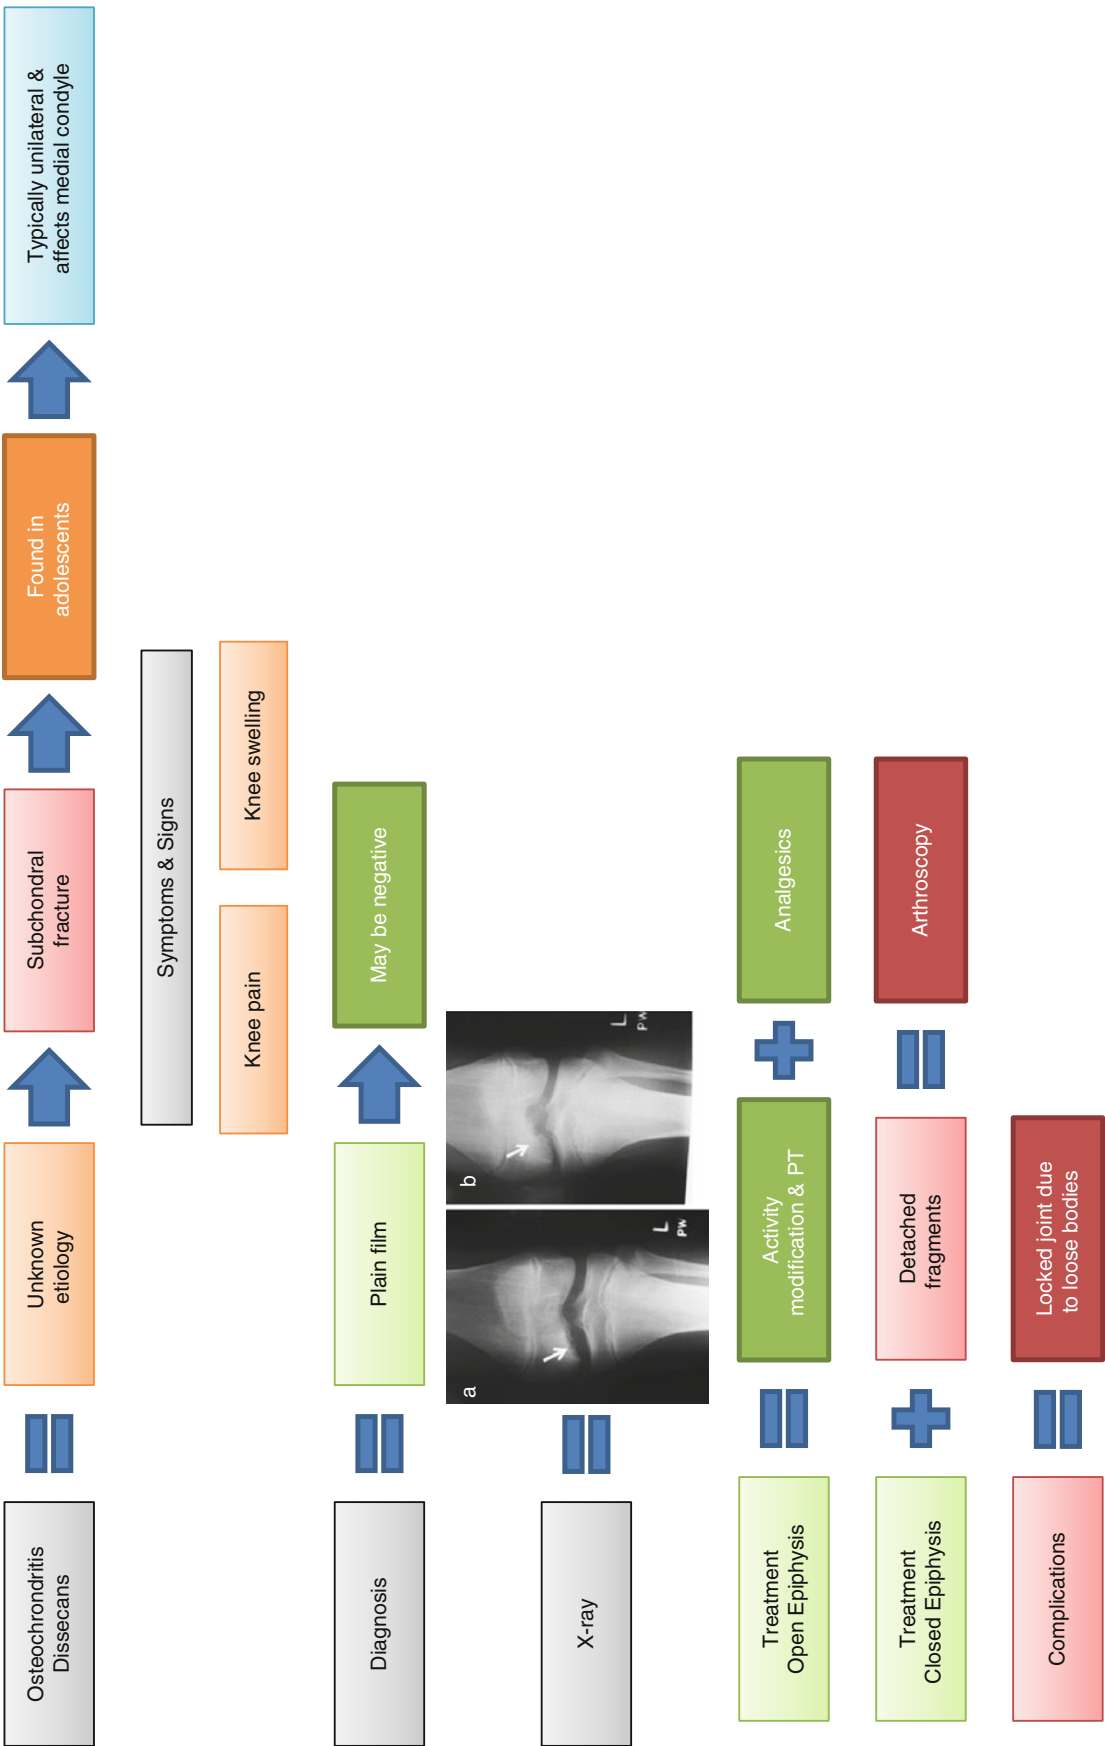 Osteochrondritis
Dissecans
Unknown
etiology
Subchondral
fracture
Found in
adolescents
Typically unilateral &
affects medial condyle
Symptoms & Signs
Knee pain
Knee swelling
Diagnosis
Plain film
May be negative
X-ray
a
L
PW
b
L
PW
Treatment
Open Epiphysis
Activity
modification & PT
Analgesics
Treatment
Closed Epiphysis
Detached
fragments
Arthroscopy
Complications
Locked joint due
to loose bodies